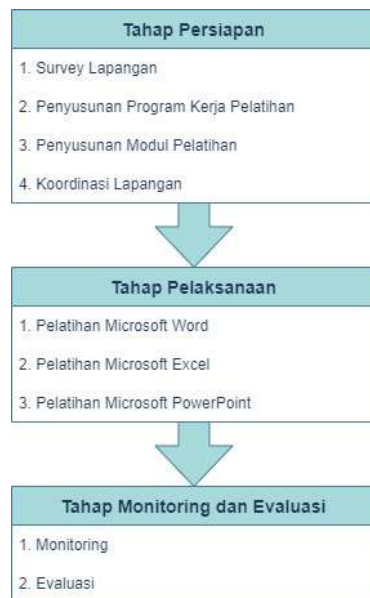 Tahap Persiapan
1. Survey Lapangan
2. Penyusunan Program Kerja Pelatihan
3. Penyusunan Modul Pelatihan
4. Koordinasi Lapangan
Tahap Pelaksanaan
1. Pelatihan Microsoft Word
2. Pelatihan Microsoft Excel
3. Pelatihan Microsoft PowerPoint
Tahap Monitoring dan Evaluasi
1. Monitoring
2. Evaluasi